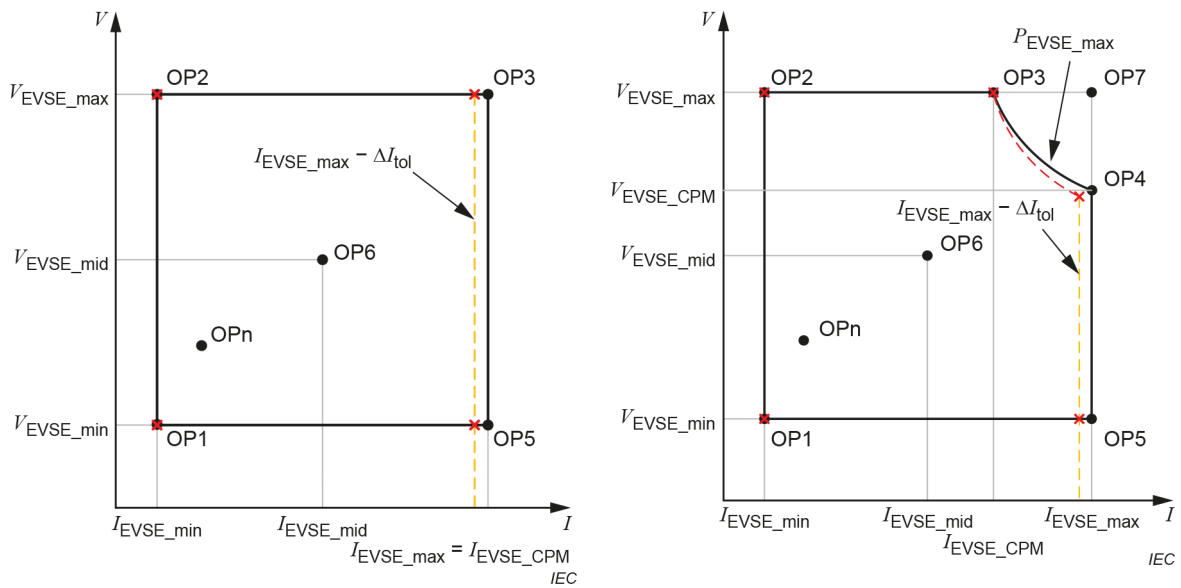 V
V_EVSE_max
OP2
OP3
I_EVSE_max − ΔI_tol
V_EVSE_mid
OP6
OPn
V_EVSE_min
OP1
OP5
I_EVSE_min
I_EVSE_mid
I
I_EVSE_max = I_EVSE_CPM
IEC
V
P_EVSE_max
V_EVSE_max
OP2
OP3
OP7
V_EVSE_CPM
OP4
I_EVSE_max − ΔI_tol
V_EVSE_mid
OP6
OPn
V_EVSE_min
OP1
OP5
I_EVSE_min
I_EVSE_mid
I_EVSE_max
I
I_EVSE_CPM
IEC